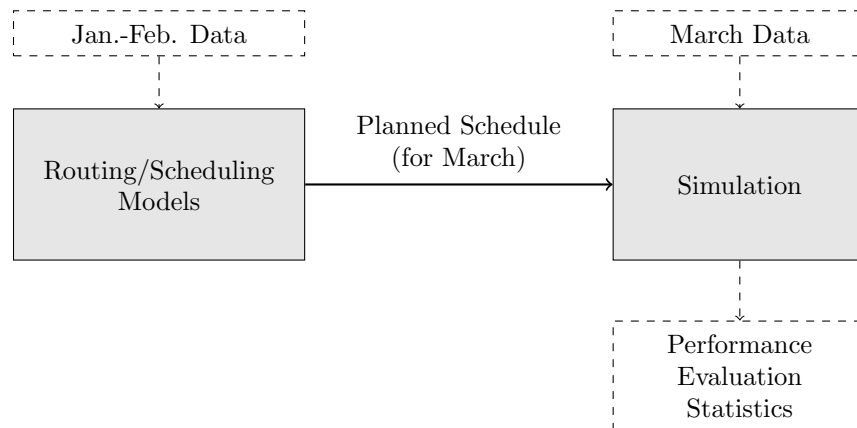 Jan.-Feb. Data
March Data
Planned Schedule
(for March)
Routing/Scheduling
Models
Simulation
Performance
Evaluation
Statistics